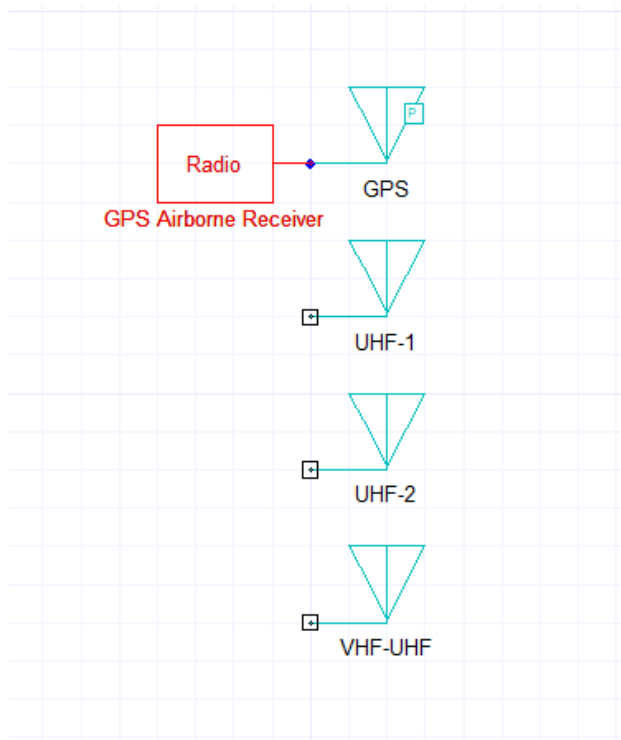 P
Radio
GPS
GPS Airborne Receiver
UHF-1
UHF-2
VHF-UHF